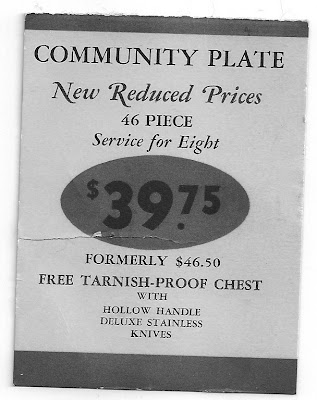 COMMUNITY PLATE
New Reduced Prices
46 PIECE
Service for Eight
$39.75
FORMERLY $46.50
FREE TARNISH-PROOF CHEST
WITH
HOLLOW HANDLE
DELUXE STAINLESS
KNIVES